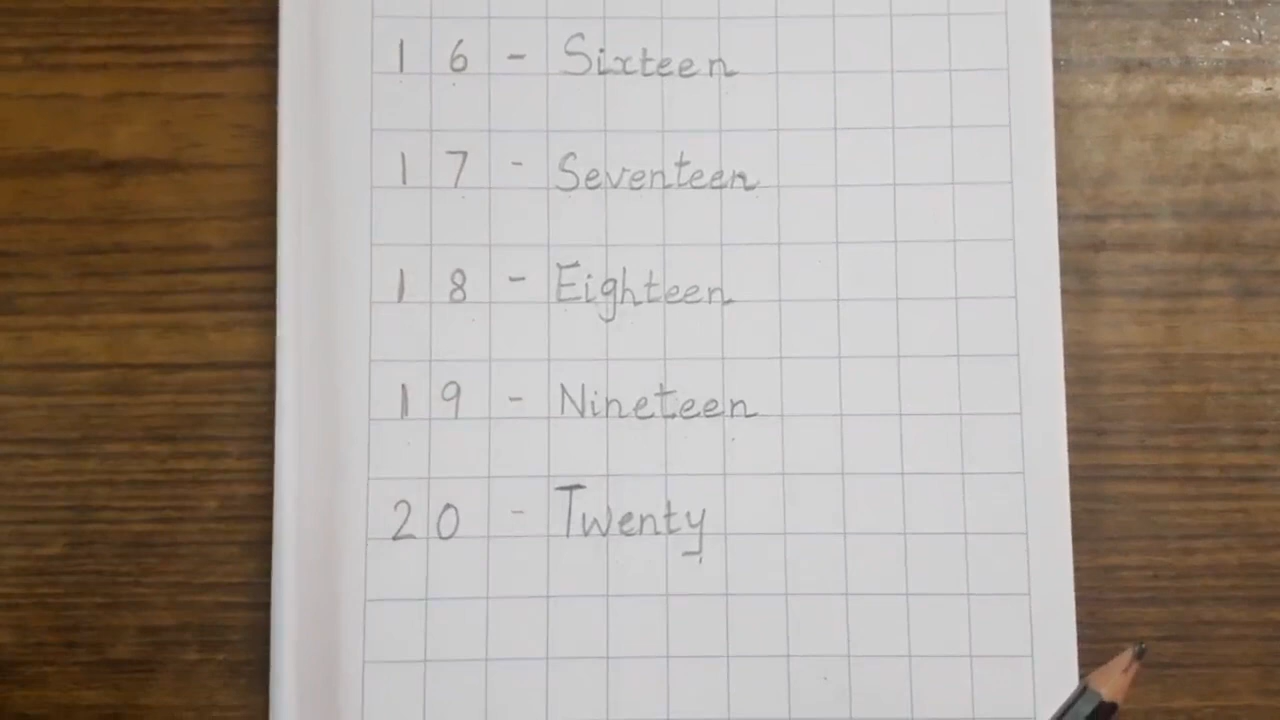 16 - Sixteen
17 - Seventeen
18 - Eighteen
19 - Nineteen
20 - Twenty